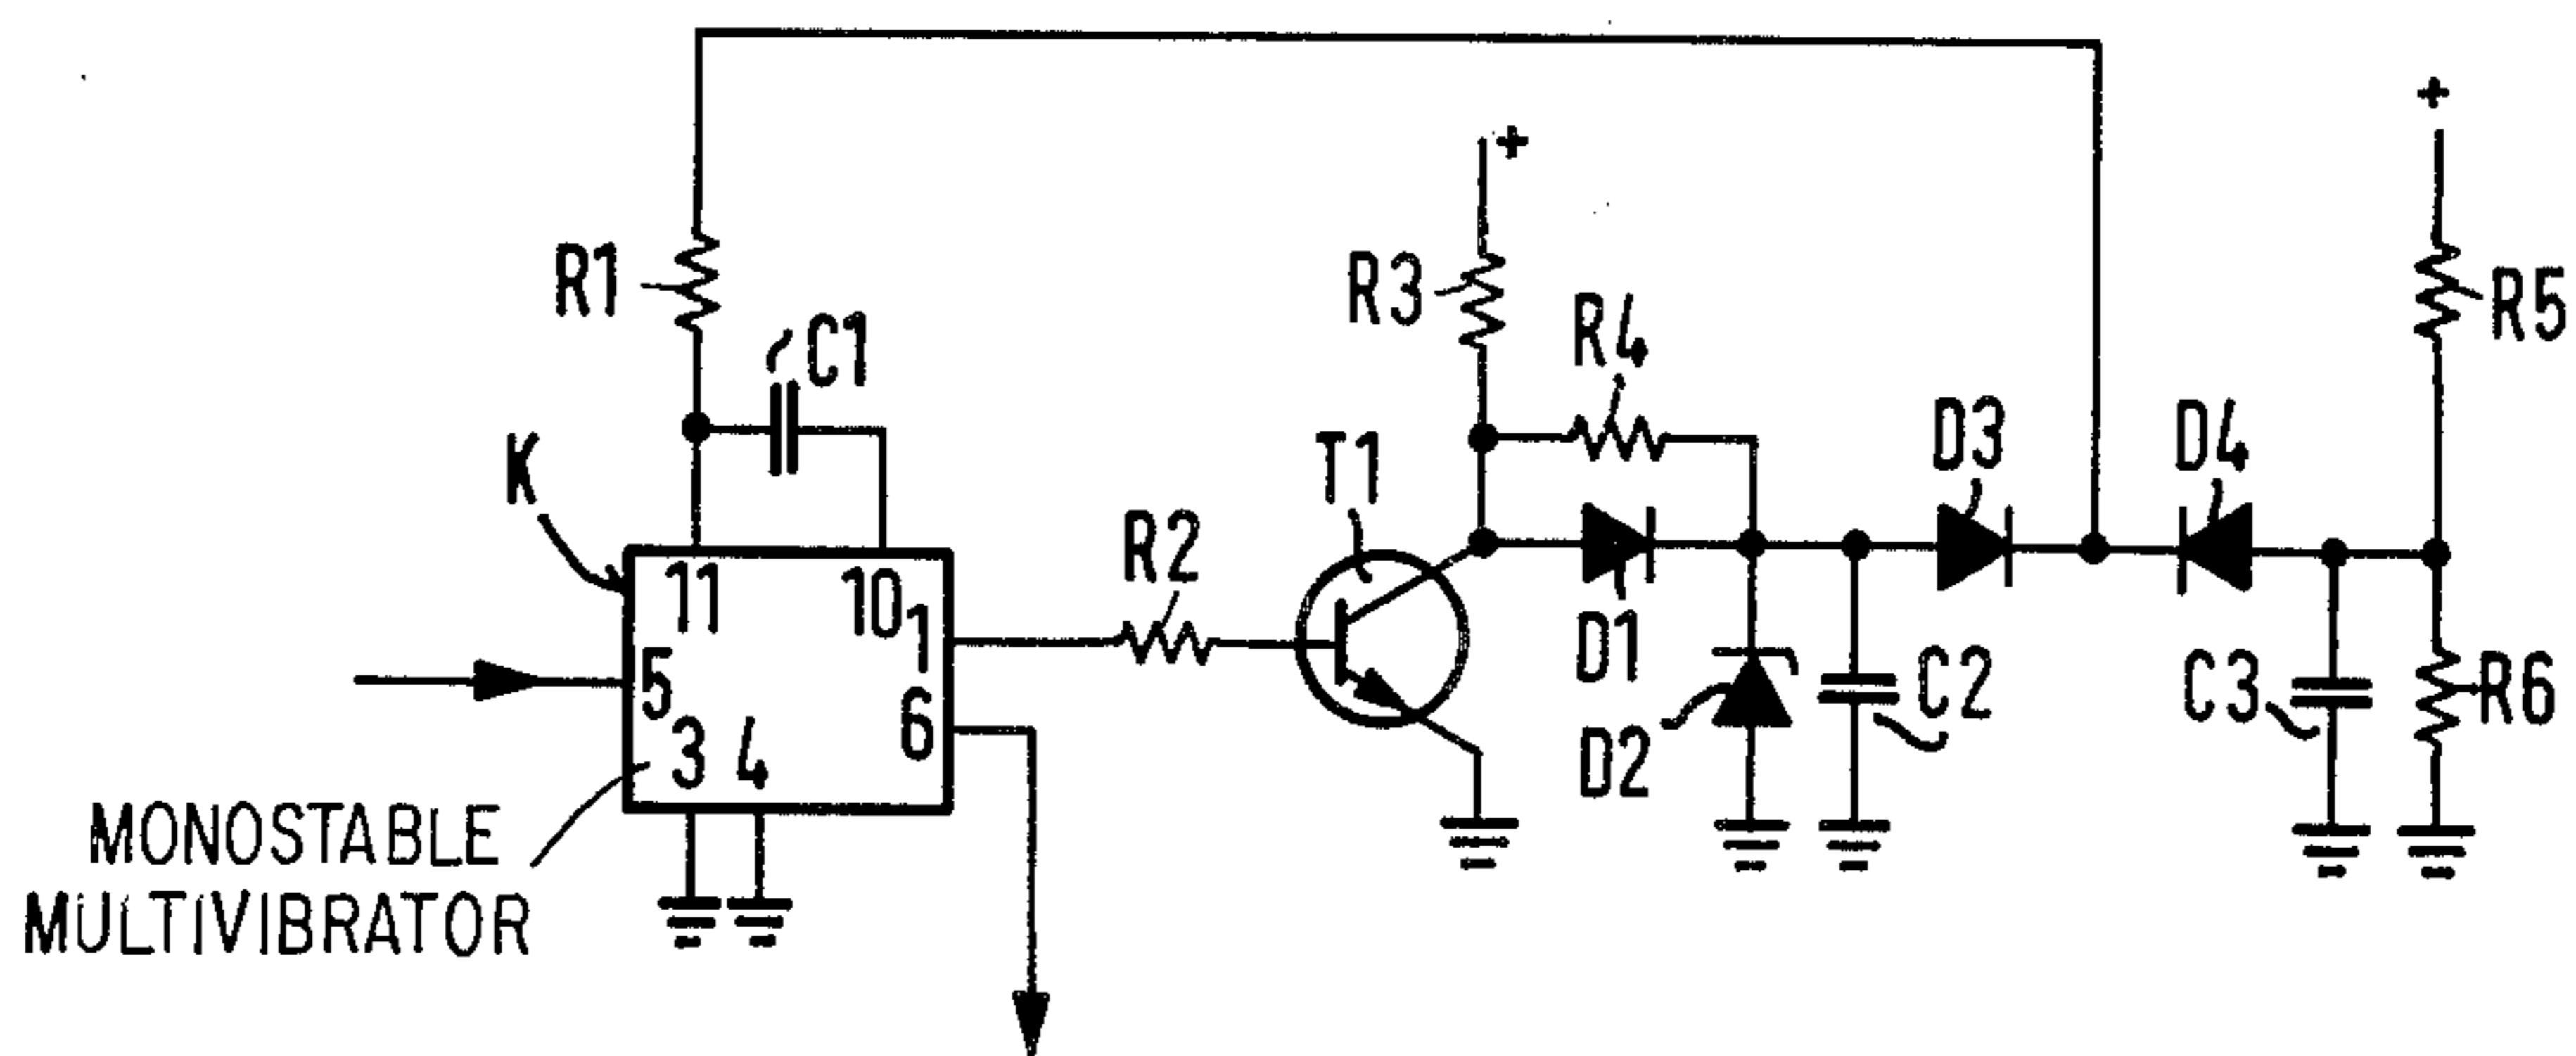 +
+
R1
C1
R3
R4
R5
K
T1
D3
D4
R2
11
10
1
5
6
3
4
D1
D2
C2
C3
R6
MONOSTABLE
MULTIVIBRATOR